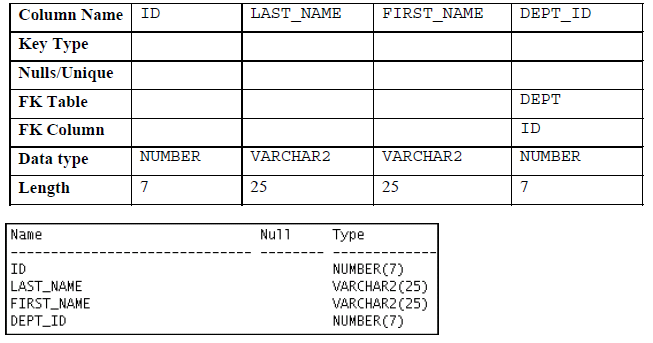 Column Name ID LAST_NAME FIRST_NAME DEPT_ID
Key Type
Nulls/Unique
FK Table DEPT
FK Column ID
Data type NUMBER VARCHAR2 VARCHAR2 NUMBER
Length 7 25 25 7
Name Null Type
------------------------------ -------- -------------
ID NUMBER(7)
LAST_NAME VARCHAR2(25)
FIRST_NAME VARCHAR2(25)
DEPT_ID NUMBER(7)